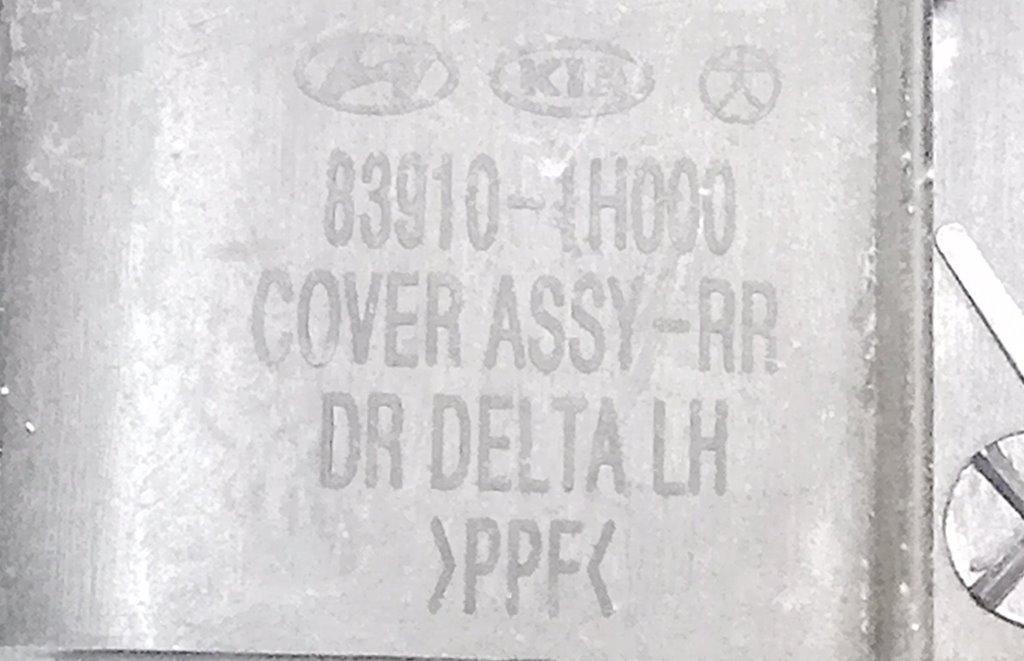 KIA
83910-1H000
COVER ASSY-RR
DR DELTA LH
>PPF<